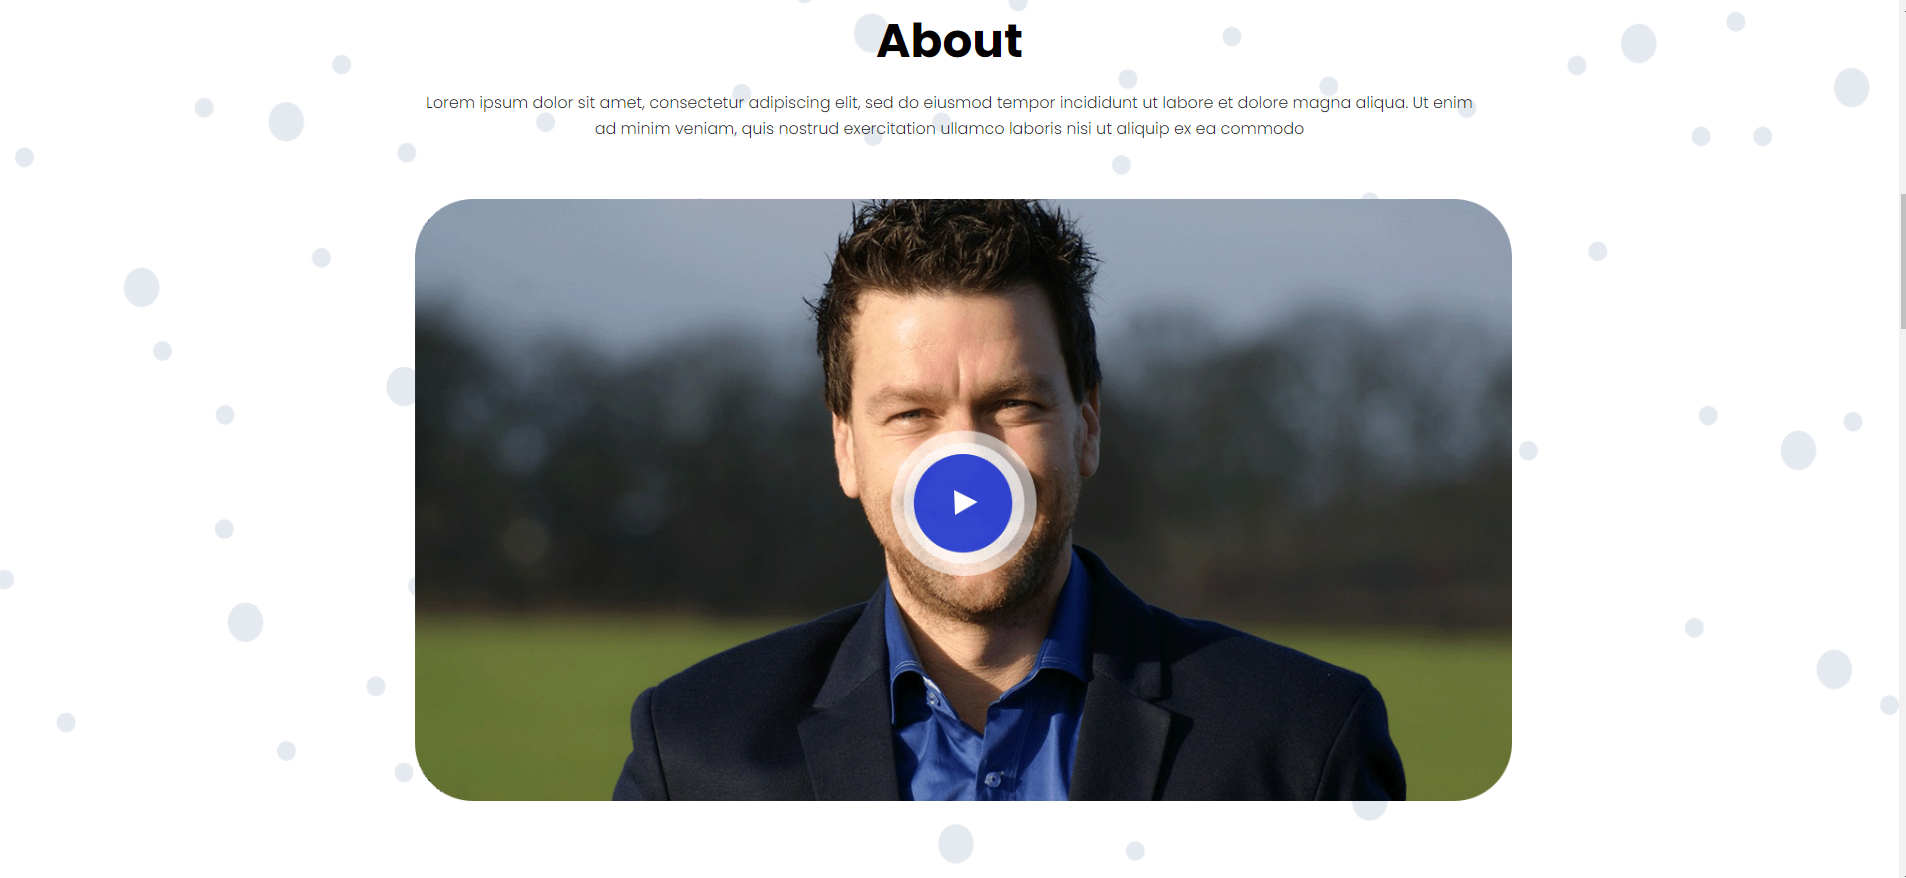 About
Lorem ipsum dolor sit amet, consectetur adipiscing elit, sed do eiusmod tempor incididunt ut labore et dolore magna aliqua. Ut enim
ad minim veniam, quis nostrud exercitation ullamco laboris nisi ut aliquip ex ea commodo